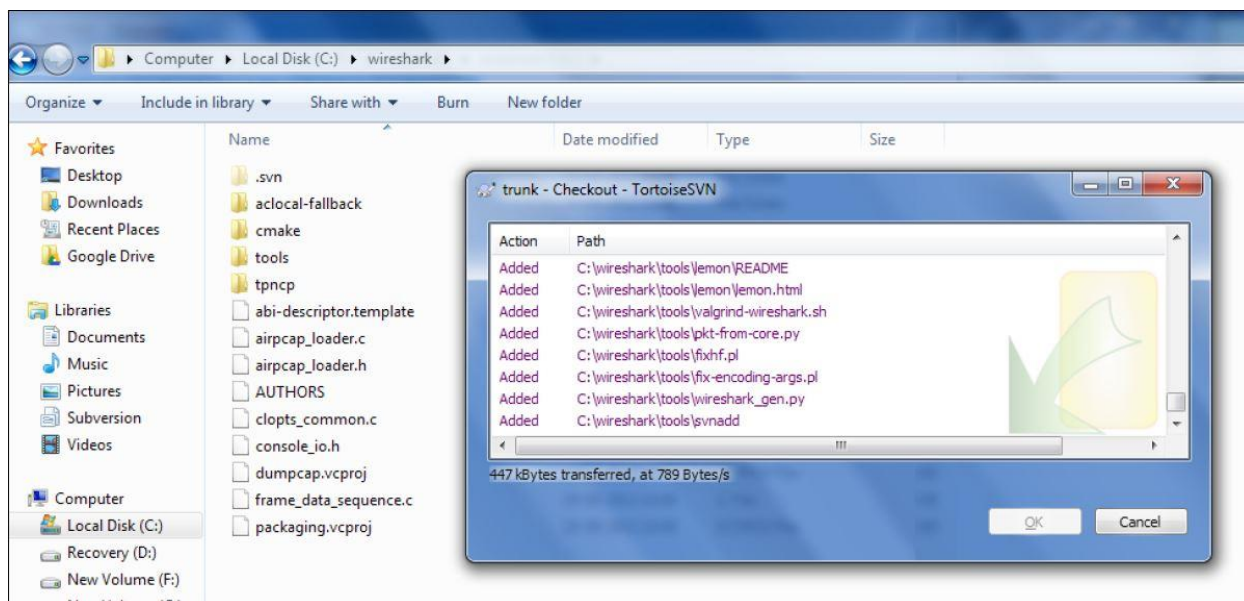 Computer ▸ Local Disk (C:) ▸ wireshark ▸
Organize ▾ Include in library ▾ Share with ▾ Burn New folder
Favorites
Desktop
Downloads
Recent Places
Google Drive
Libraries
Documents
Music
Pictures
Subversion
Videos
Computer
Local Disk (C:)
Recovery (D:)
New Volume (F:)
Name Date modified Type Size
.svn
aclocal-fallback
cmake
tools
tpncp
abi-descriptor.template
airpcap_loader.c
airpcap_loader.h
AUTHORS
clopts_common.c
console_io.h
dumpcap.vcproj
frame_data_sequence.c
packaging.vcproj
trunk - Checkout - TortoiseSVN
Action Path
Added C:\wireshark\tools\lemon\README
Added C:\wireshark\tools\lemon\lemon.html
Added C:\wireshark\tools\valgrind-wireshark.sh
Added C:\wireshark\tools\pkt-from-core.py
Added C:\wireshark\tools\fixhf.pl
Added C:\wireshark\tools\fix-encoding-args.pl
Added C:\wireshark\tools\wireshark_gen.py
Added C:\wireshark\tools\svnadd
447 kBytes transferred, at 789 Bytes/s
OK Cancel